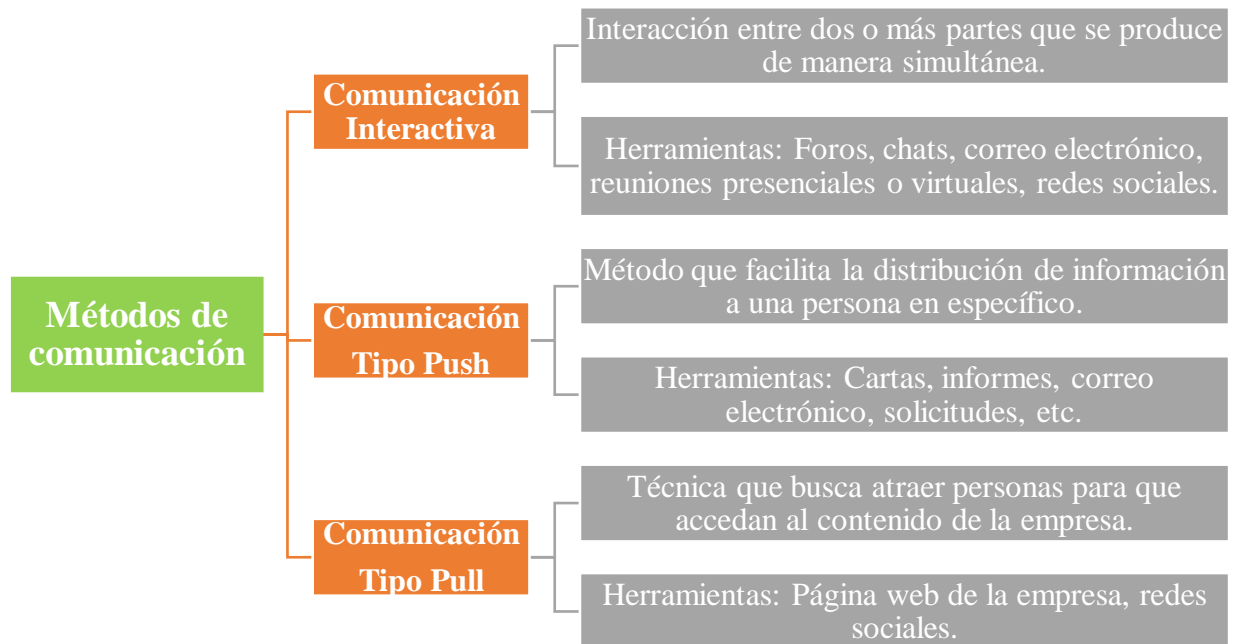 Métodos de
comunicación
Comunicación
Interactiva
Interacción entre dos o más partes que se produce
de manera simultánea.
Herramientas: Foros, chats, correo electrónico,
reuniones presenciales o virtuales, redes sociales.
Comunicación
Tipo Push
Método que facilita la distribución de información
a una persona en específico.
Herramientas: Cartas, informes, correo
electrónico, solicitudes, etc.
Comunicación
Tipo Pull
Técnica que busca atraer personas para que
accedan al contenido de la empresa.
Herramientas: Página web de la empresa, redes
sociales.